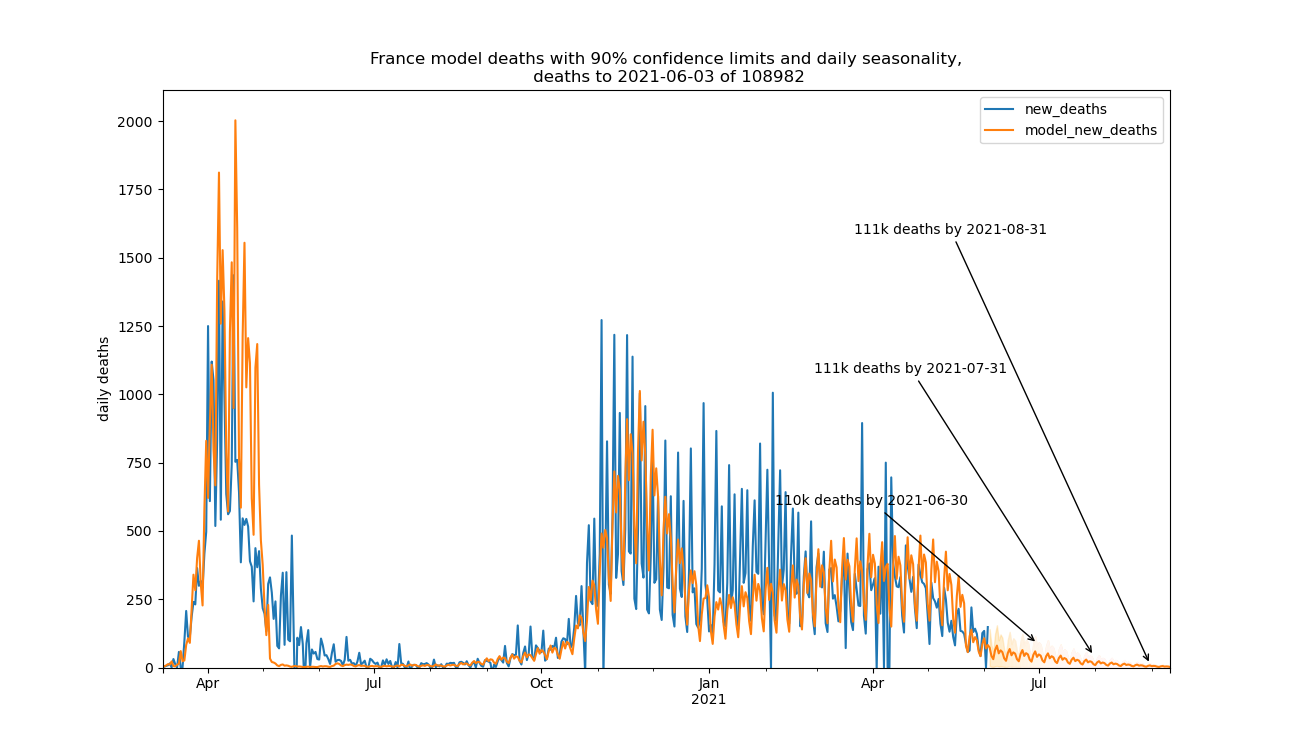 France model deaths with 90% confidence limits and daily seasonality,
deaths to 2021-06-03 of 108982
new_deaths
model_new_deaths
2000
1750
1500
1250
1000
750
500
250
0
daily deaths
111k deaths by 2021-08-31
111k deaths by 2021-07-31
110k deaths by 2021-06-30
Apr
Jul
Oct
Jan
2021
Apr
Jul